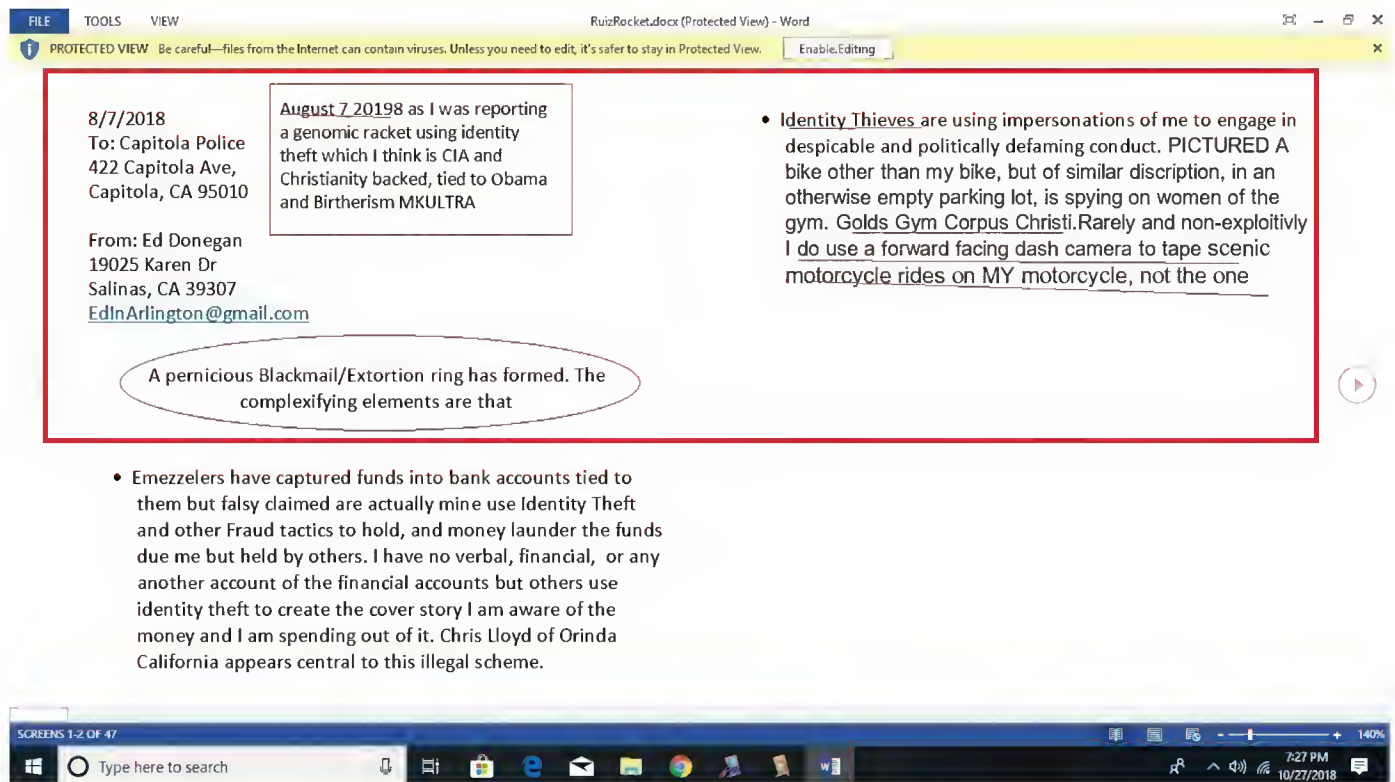 FILE TOOLS VIEW RuizRocket.docx (Protected View) - Word
PROTECTED VIEW Be careful—files from the Internet can contain viruses. Unless you need to edit, it's safer to stay in Protected View. Enable Editing
8/7/2018
To: Capitola Police
422 Capitola Ave,
Capitola, CA 95010
From: Ed Donegan
19025 Karen Dr
Salinas, CA 39307
EdInArlington@gmail.com
August 7 20198 as I was reporting
a genomic racket using identity
theft which I think is CIA and
Christianity backed, tied to Obama
and Birtherism MKULTRA
A pernicious Blackmail/Extortion ring has formed. The
complexifying elements are that
• Emezzelers have captured funds into bank accounts tied to
them but falsy claimed are actually mine use Identity Theft
and other Fraud tactics to hold, and money launder the funds
due me but held by others. I have no verbal, financial, or any
another account of the financial accounts but others use
identity theft to create the cover story I am aware of the
money and I am spending out of it. Chris Lloyd of Orinda
California appears central to this illegal scheme.
• Identity Thieves are using impersonations of me to engage in
despicable and politically defaming conduct. PICTURED A
bike other than my bike, but of similar discription, in an
otherwise empty parking lot, is spying on women of the
gym. Golds Gym Corpus Christi.Rarely and non-exploitivly
I do use a forward facing dash camera to tape scenic
motorcycle rides on MY motorcycle, not the one
SCREENS 1-2 OF 47 140%
Type here to search
7:27 PM
10/27/2018